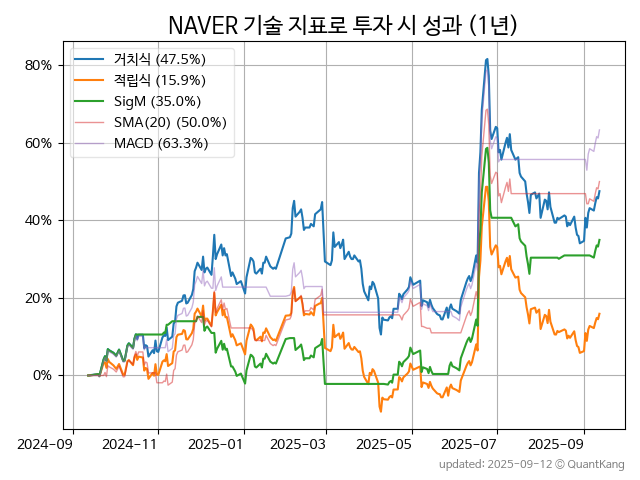 NAVER 기술 지표로 투자 시 성과 (1년)
거치식 (47.5%)
적립식 (15.9%)
SigM (35.0%)
SMA(20) (50.0%)
MACD (63.3%)
80%
60%
40%
20%
0%
2024-09 2024-11 2025-01 2025-03 2025-05 2025-07 2025-09
updated: 2025-09-12 © QuantKang